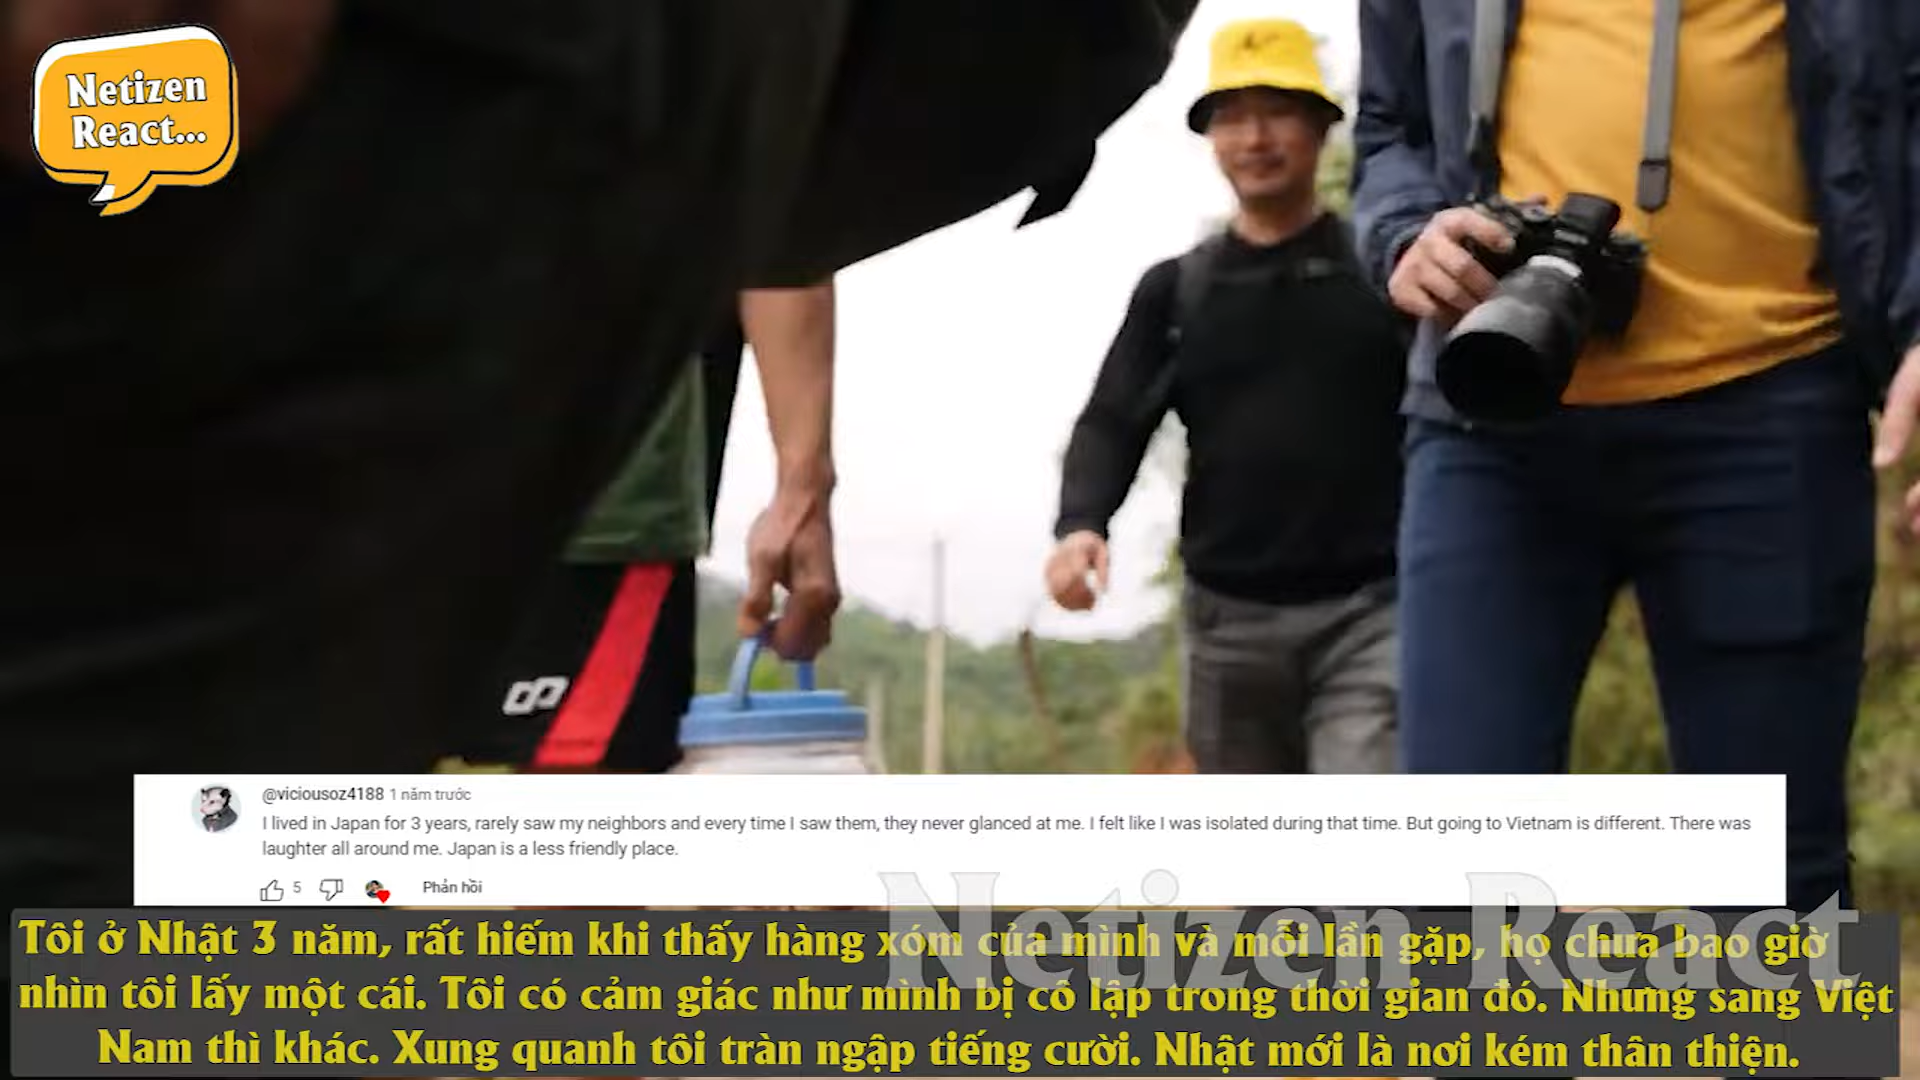 Netizen
React...
@viciousoz4188 1 năm trước
I lived in Japan for 3 years, rarely saw my neighbors and every time I saw them, they never glanced at me. I felt like I was isolated during that time. But going to Vietnam is different. There was
laughter all around me. Japan is a less friendly place.
5 Phản hồi
Netizen React
Tôi ở Nhật 3 năm, rất hiếm khi thấy hàng xóm của mình và mỗi lần gặp, họ chưa bao giờ
nhìn tôi lấy một cái. Tôi có cảm giác như mình bị cô lập trong thời gian đó. Nhưng sang Việt
Nam thì khác. Xung quanh tôi tràn ngập tiếng cười. Nhật mới là nơi kém thân thiện.